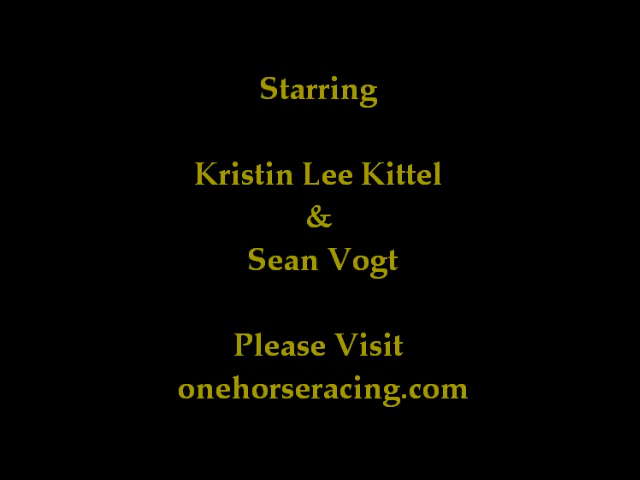 Starring
Kristin Lee Kittel
&
Sean Vogt
Please Visit
onehorseracing.com